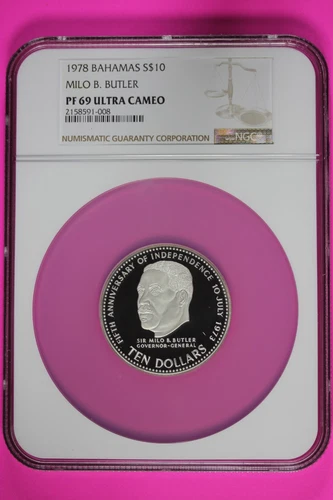 1978 BAHAMAS S$10
MILO B. BUTLER
PF 69 ULTRA CAMEO
2158591-008
NUMISMATIC GUARANTY CORPORATION
NGC
FIFTH ANNIVERSARY OF INDEPENDENCE 10 JULY 1973
SIR MILO B. BUTLER
GOVERNOR-GENERAL
TEN DOLLARS